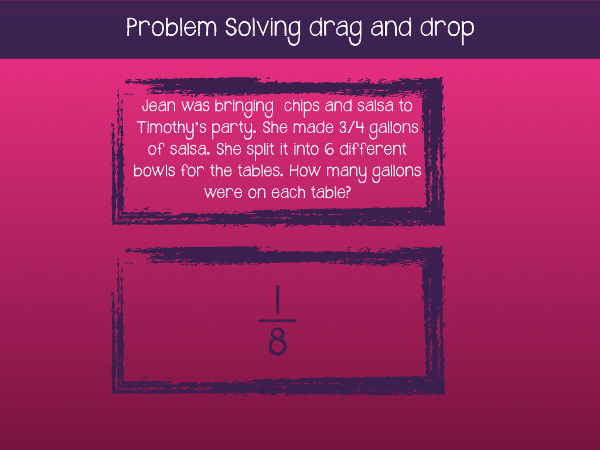 Problem Solving drag and drop
Jean was bringing chips and salsa to
Timothy's party. She made 3/4 gallons
of salsa. She split it into 6 different
bowls for the tables. How many gallons
were on each table?
1
8